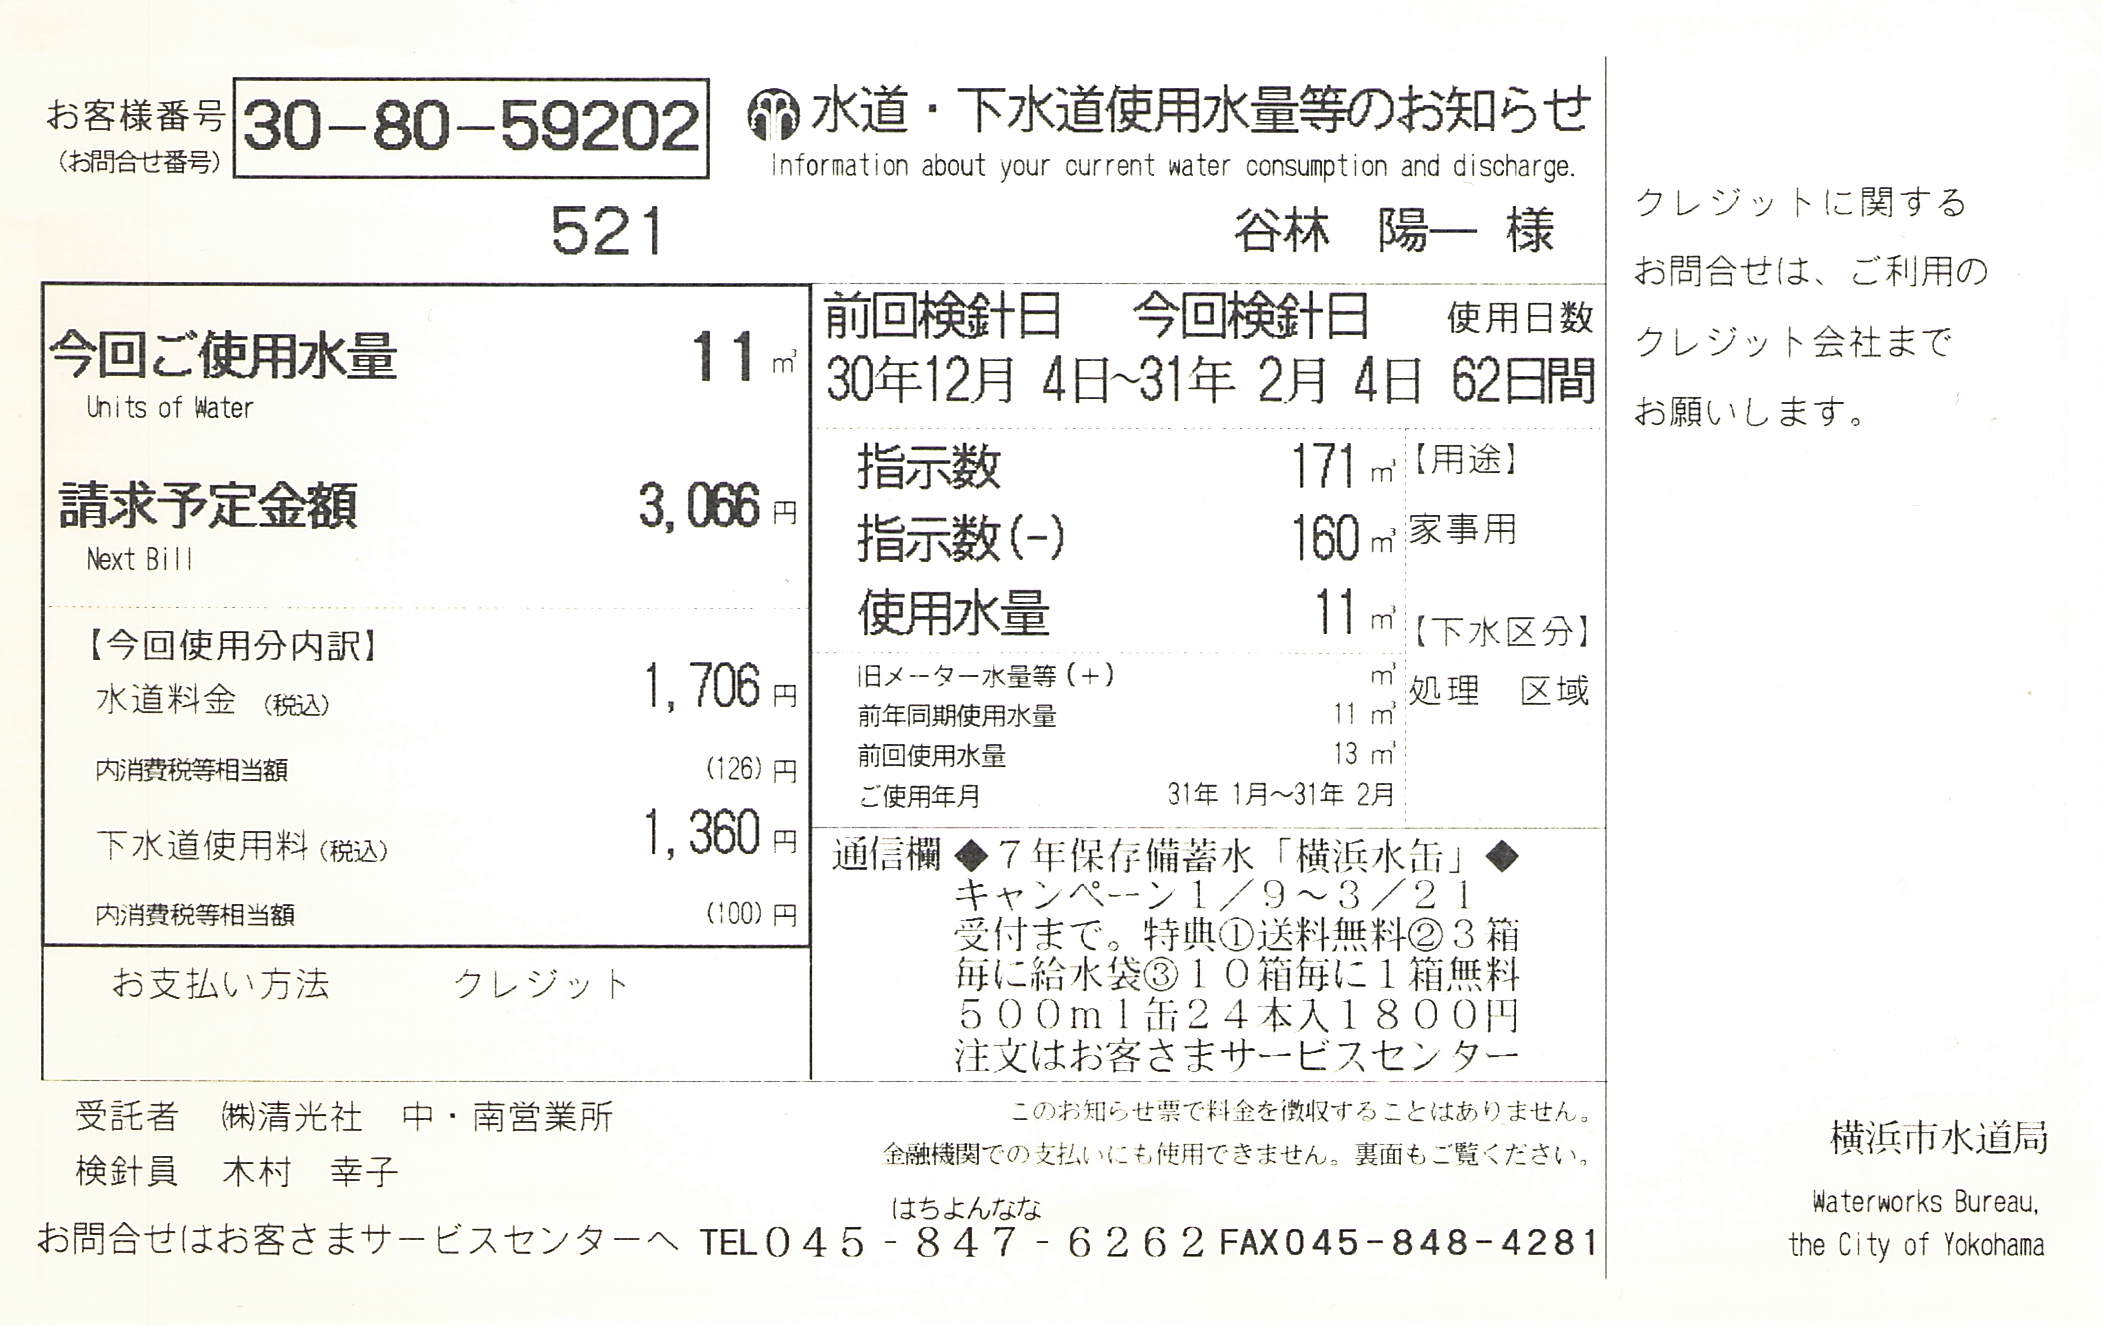 お客様番号 30-80-59202
(お問合せ番号)
521
水道・下水道使用水量等のお知らせ
Information about your current water consumption and discharge.
谷林 陽一 様
今回ご使用水量 11 ㎥
Units of Water
請求予定金額 3,066 円
Next Bill
【今回使用分内訳】
水道料金 (税込) 1,706 円
内消費税等相当額 (126) 円
下水道使用料 (税込) 1,360 円
内消費税等相当額 (100) 円
お支払い方法 クレジット
前回検針日 今回検針日 使用日数
30年12月 4日~31年 2月 4日 62日間
指示数 171 ㎥
指示数(-) 160 ㎥
使用水量 11 ㎥
旧メーター水量等(+) ㎥
前年同期使用水量 11 ㎥
前回使用水量 13 ㎥
ご使用年月 31年 1月~31年 2月
【用途】
家事用
【下水区分】
処理 区域
通信欄 ◆7年保存備蓄水「横浜水缶」◆
キャンペーン1/9~3/21
受付まで。特典①送料無料②3箱
毎に給水袋③10箱毎に1箱無料
500ml缶24本入1800円
注文はお客さまサービスセンター
受託者 ㈱清光社 中・南営業所
検針員 木村 幸子
このお知らせ票で料金を徴収することはありません。
金融機関での支払いにも使用できません。裏面もご覧ください。
はちよんなな
お問合せはお客さまサービスセンターへ TEL045-847-6262 FAX045-848-4281
クレジットに関する
お問合せは、ご利用の
クレジット会社まで
お願いします。
横浜市水道局
Waterworks Bureau,
the City of Yokohama